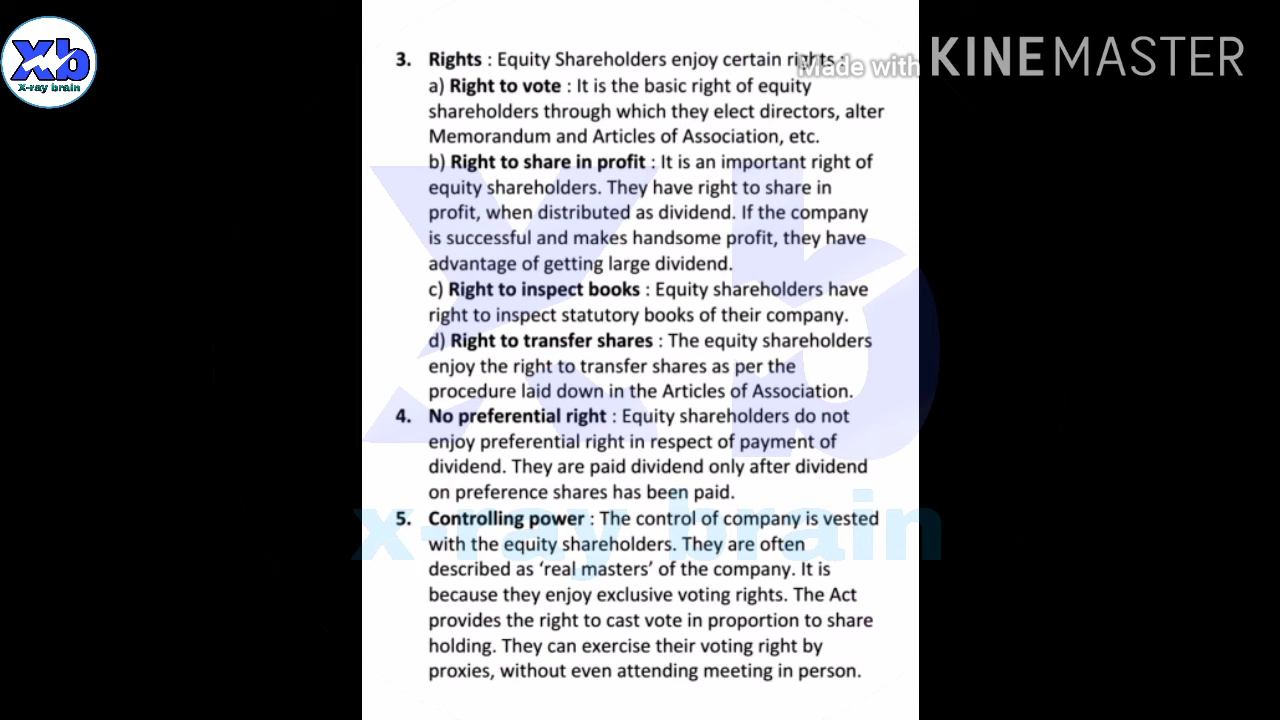 xb
X-ray brain
Made with KINEMASTER
3. Rights : Equity Shareholders enjoy certain rights :
a) Right to vote : It is the basic right of equity
shareholders through which they elect directors, alter
Memorandum and Articles of Association, etc.
b) Right to share in profit : It is an important right of
equity shareholders. They have right to share in
profit, when distributed as dividend. If the company
is successful and makes handsome profit, they have
advantage of getting large dividend.
c) Right to inspect books : Equity shareholders have
right to inspect statutory books of their company.
d) Right to transfer shares : The equity shareholders
enjoy the right to transfer shares as per the
procedure laid down in the Articles of Association.
4. No preferential right : Equity shareholders do not
enjoy preferential right in respect of payment of
dividend. They are paid dividend only after dividend
on preference shares has been paid.
5. Controlling power : The control of company is vested
with the equity shareholders. They are often
described as ‘real masters’ of the company. It is
because they enjoy exclusive voting rights. The Act
provides the right to cast vote in proportion to share
holding. They can exercise their voting right by
proxies, without even attending meeting in person.
xb
x-ray brain